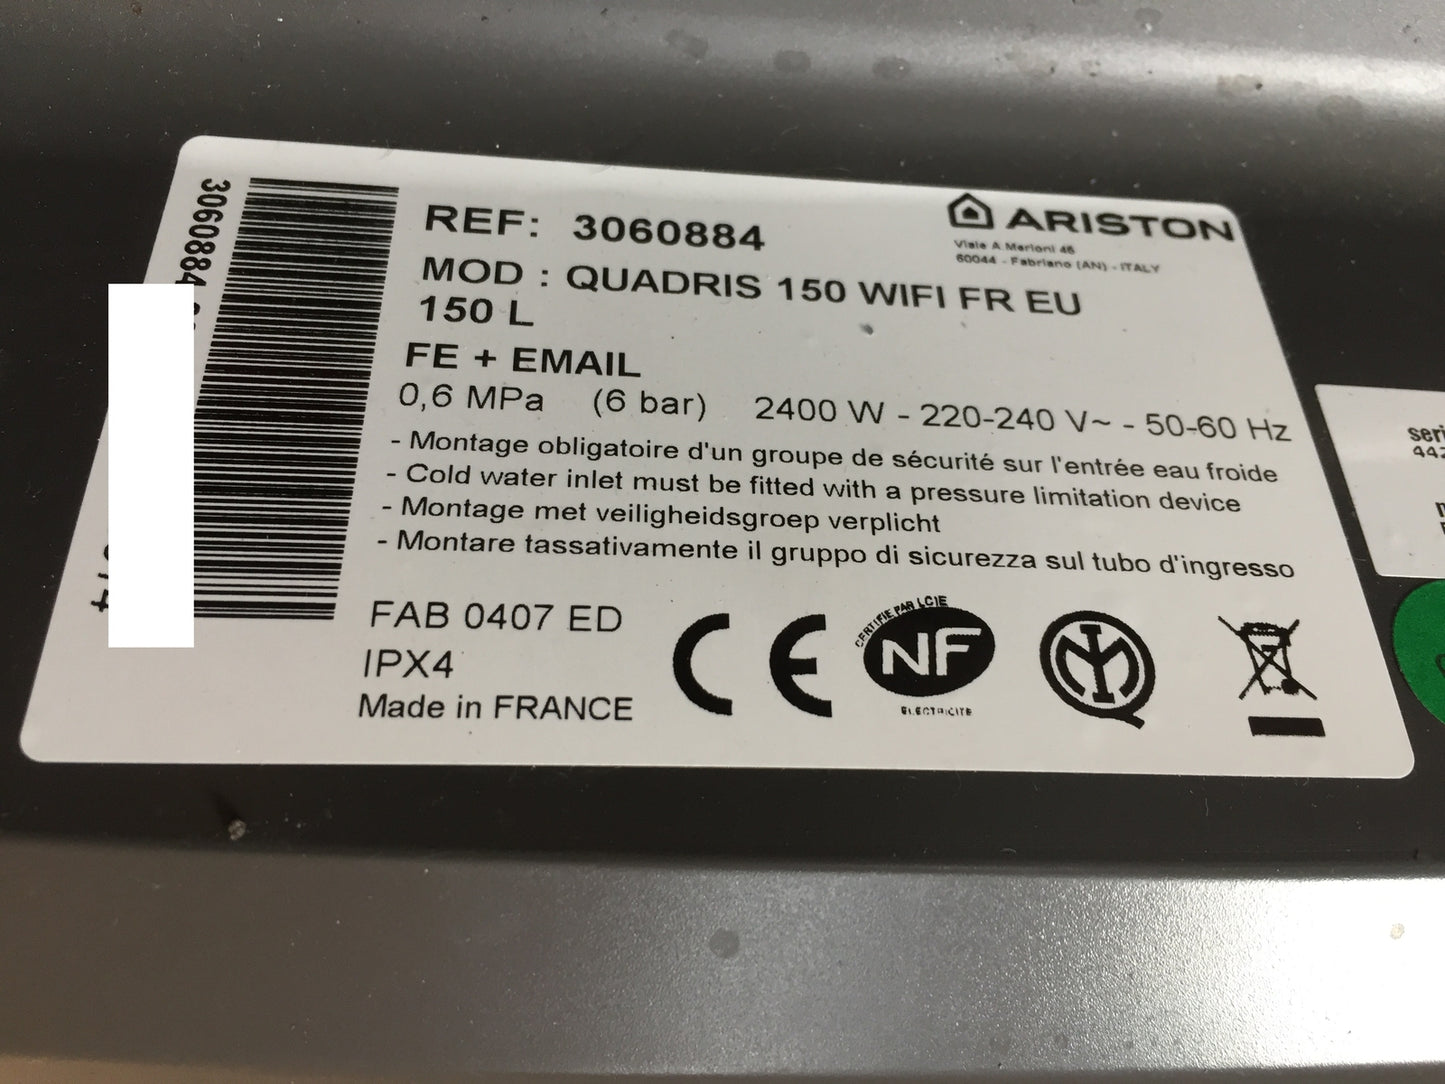 3060884
REF: 3060884
ARISTON
Viale A Merloni 45
60044 - Fabriano (AN) - ITALY
MOD : QUADRIS 150 WIFI FR EU
150 L
FE + EMAIL
0,6 MPa (6 bar) 2400 W - 220-240 V~ - 50-60 Hz
- Montage obligatoire d'un groupe de sécurité sur l'entrée eau froide
- Cold water inlet must be fitted with a pressure limitation device
- Montage met veiligheidsgroep verplicht
- Montare tassativamente il gruppo di sicurezza sul tubo d'ingresso
FAB 0407 ED
IPX4
Made in FRANCE
CE
CERTIFIE PAR LCIE
NF
ELECTRICITE
seri
442